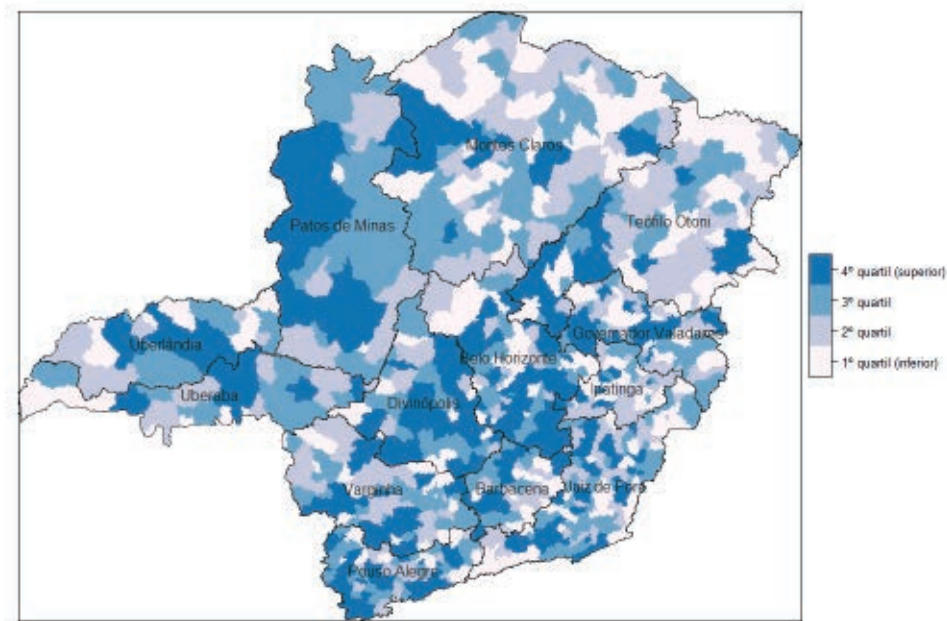 Montes Claros
Teófilo Otoni
Patos de Minas
4º quartil (superior)
3º quartil
2º quartil
1º quartil (inferior)
Uberlândia
Governador Valadares
Belo Horizonte
Ipatinga
Uberaba
Divinópolis
Varginha
Barbacena
Juiz de Fora
Pouso Alegre